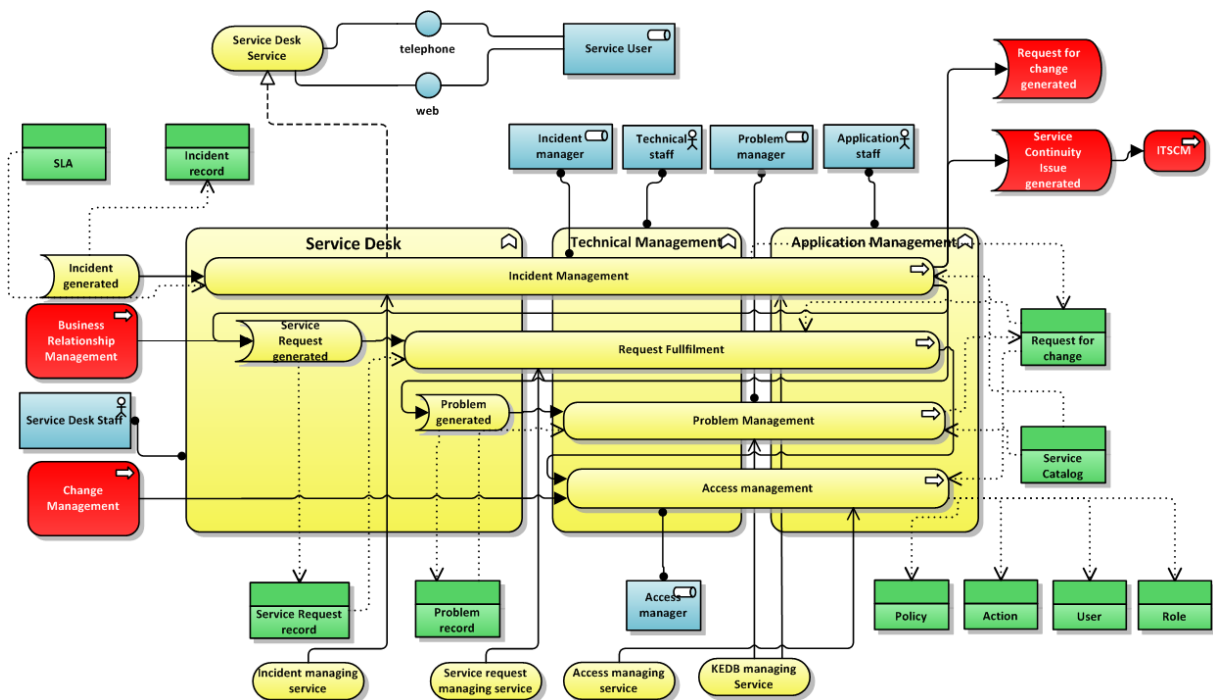 Service Desk
Service
telephone
web
Service User
Request for
change
generated
Service
Continuity
Issue
generated
ITSCM
SLA
Incident
record
Incident
manager
Technical
staff
Problem
manager
Application
staff
Service Desk
Technical Management
Application Management
Incident
generated
Incident Management
Business
Relationship
Management
Service
Request
generated
Request Fullfilment
Request for
change
Service Desk Staff
Problem
generated
Problem Management
Service
Catalog
Change
Management
Access management
Service Request
record
Problem
record
Access
manager
Policy
Action
User
Role
Incident managing
service
Service request
managing service
Access managing
service
KEDB managing
Service